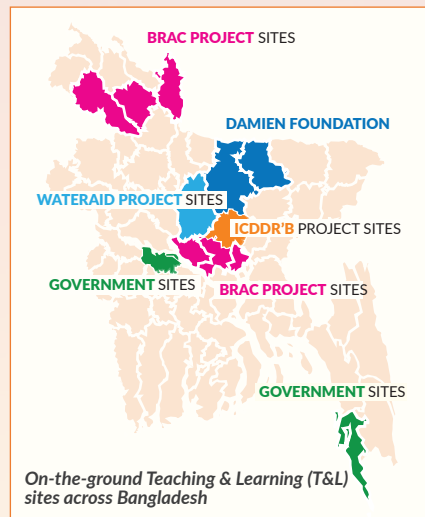 BRAC PROJECT SITES
DAMIEN FOUNDATION
WATERAID PROJECT SITES
ICDDR'B PROJECT SITES
GOVERNMENT SITES
BRAC PROJECT SITES
GOVERNMENT SITES
On-the-ground Teaching & Learning (T&L)
sites across Bangladesh